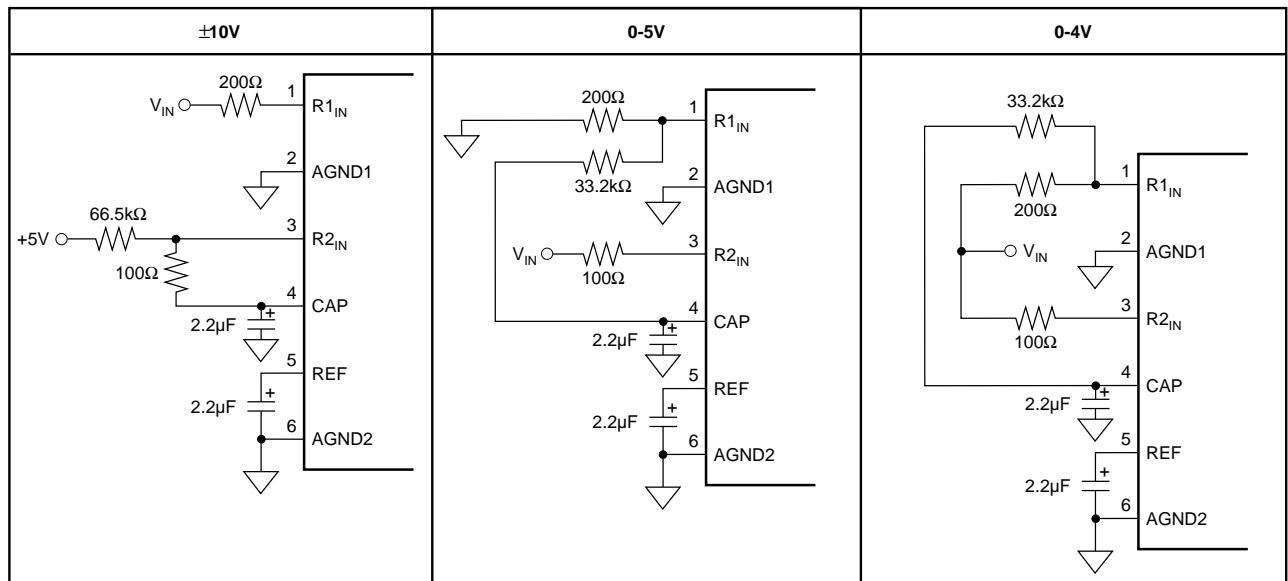 ±10V
200Ω
V_IN
1
R1_IN
2
AGND1
66.5kΩ
+5V
3
R2_IN
100Ω
4
CAP
+
2.2µF
5
REF
+
2.2µF
6
AGND2
0-5V
200Ω
1
R1_IN
33.2kΩ
2
AGND1
V_IN
3
R2_IN
100Ω
4
CAP
+
2.2µF
5
REF
+
2.2µF
6
AGND2
0-4V
33.2kΩ
1
R1_IN
200Ω
2
AGND1
V_IN
3
R2_IN
100Ω
4
CAP
+
2.2µF
5
REF
+
2.2µF
6
AGND2